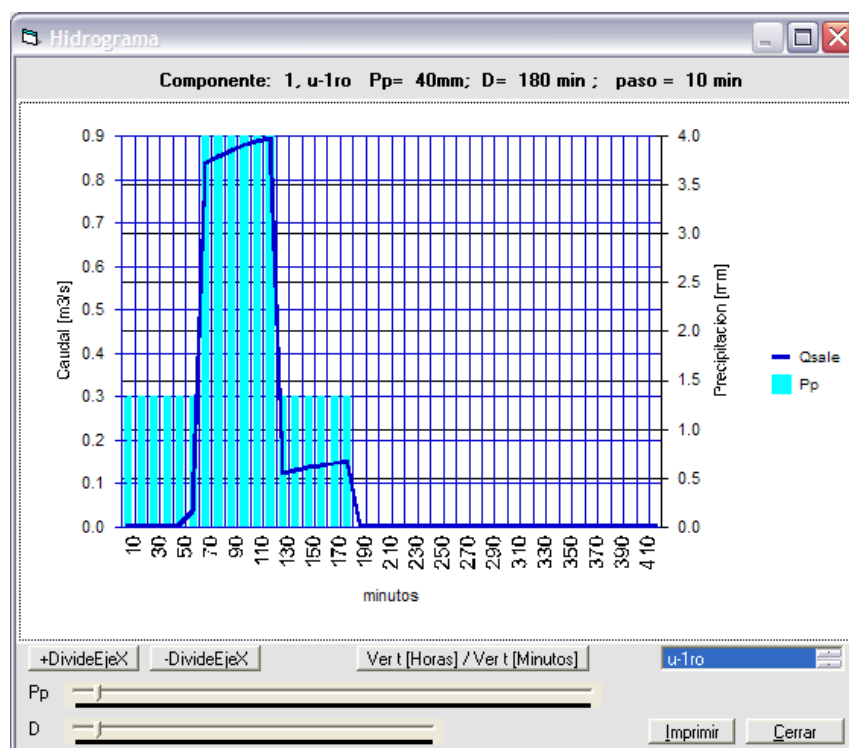 Hidrograma
Componente: 1, u-1ro Pp= 40mm; D= 180 min ; paso = 10 min
Caudal [m3/s]
0.9
0.8
0.7
0.6
0.5
0.4
0.3
0.2
0.1
0.0
4.0
3.5
3.0
2.5
2.0
1.5
1.0
0.5
0.0
Precipitacion [mm]
Qsale
Pp
10 30 50 70 90 110 130 150 170 190 210 230 250 270 290 310 330 350 370 390 410
minutos
+DivideEjeX -DivideEjeX Ver t [Horas] / Ver t [Minutos] u-1ro
Pp
D Imprimir Cerrar